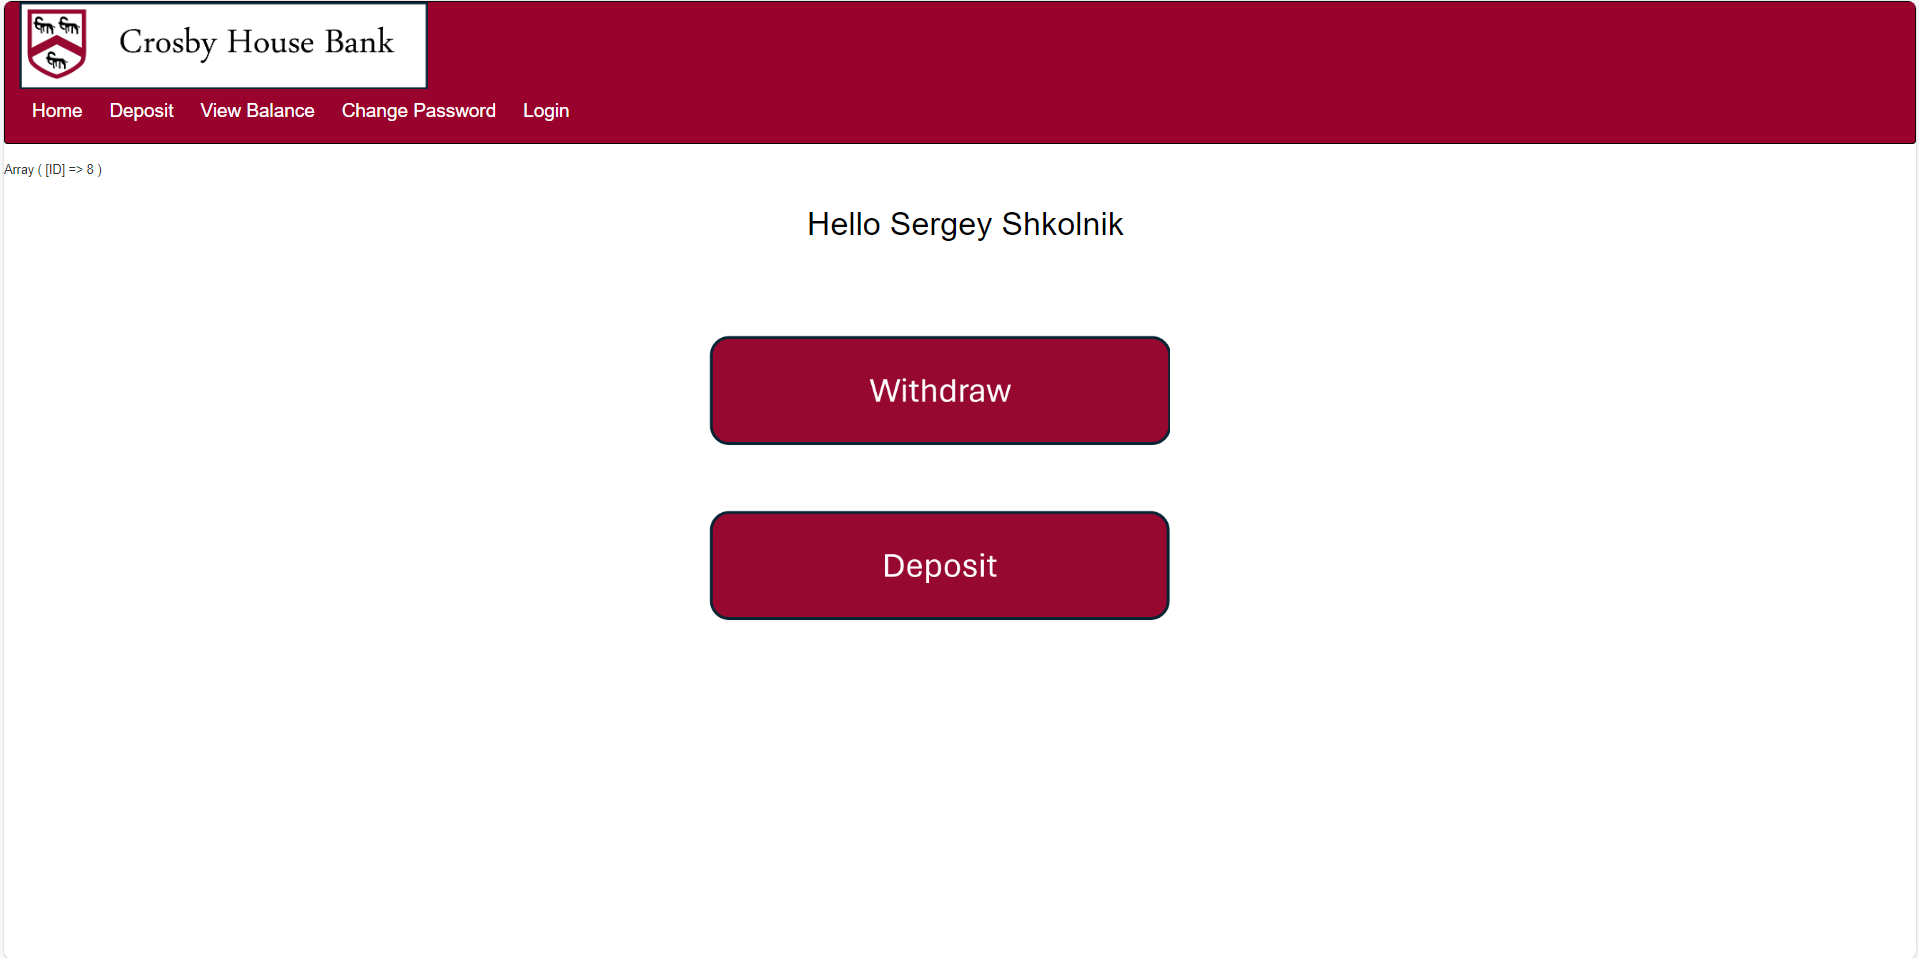 Crosby House Bank
Home Deposit View Balance Change Password Login
Array ( [ID] => 8 )
Hello Sergey Shkolnik
Withdraw
Deposit